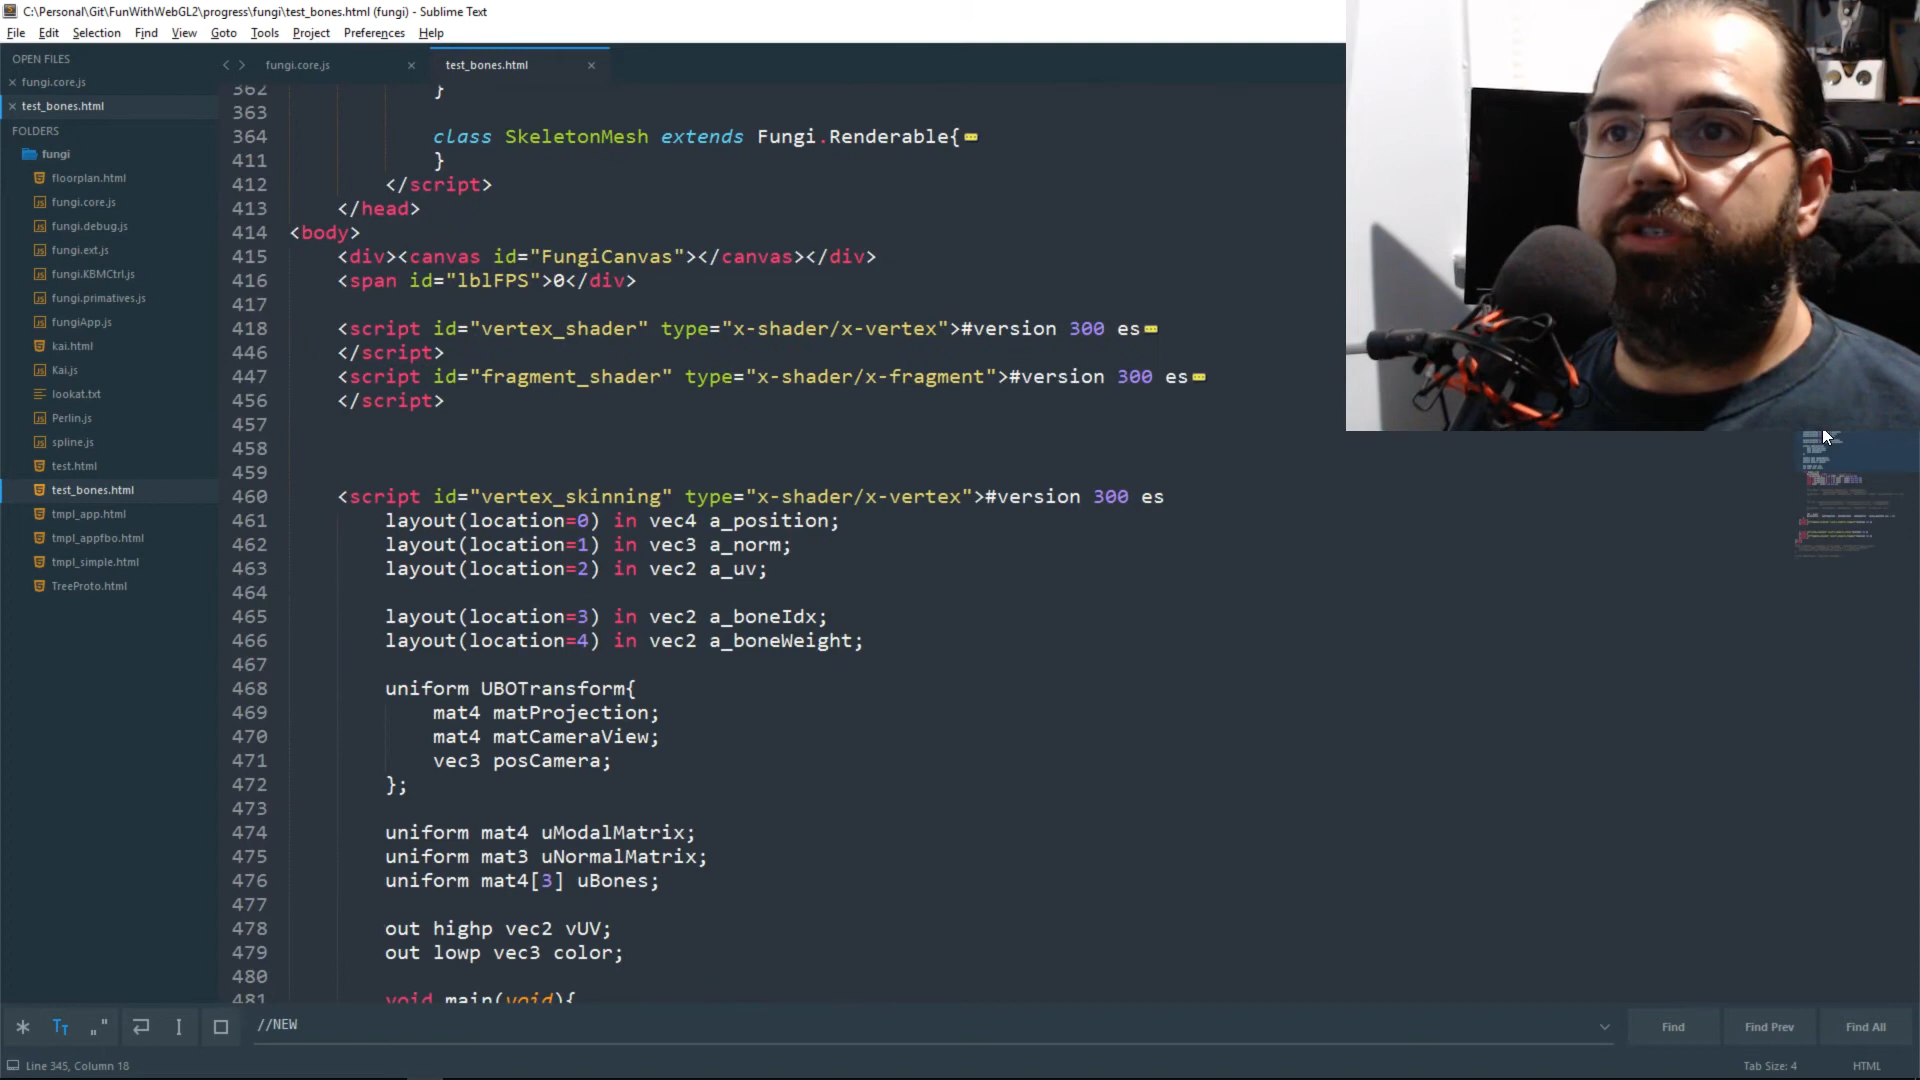 C:\Personal\Git\FunWithWebGL2\progress\fungi\test_bones.html (fungi) - Sublime Text
File Edit Selection Find View Goto Tools Project Preferences Help
OPEN FILES
fungi.core.js
test_bones.html
FOLDERS
fungi
floorplan.html
fungi.core.js
fungi.debug.js
fungi.ext.js
fungi.KBMCtrl.js
fungi.primatives.js
fungiApp.js
kai.html
Kai.js
lookat.txt
Perlin.js
spline.js
test.html
test_bones.html
tmpl_app.html
tmpl_appfbo.html
tmpl_simple.html
TreeProto.html
fungi.core.js test_bones.html
362 }
363
364 class SkeletonMesh extends Fungi.Renderable{
411 }
412 </script>
413 </head>
414 <body>
415 <div><canvas id="FungiCanvas"></canvas></div>
416 <span id="lblFPS">0</div>
417
418 <script id="vertex_shader" type="x-shader/x-vertex">#version 300 es
446 </script>
447 <script id="fragment_shader" type="x-shader/x-fragment">#version 300 es
456 </script>
457
458
459
460 <script id="vertex_skinning" type="x-shader/x-vertex">#version 300 es
461 layout(location=0) in vec4 a_position;
462 layout(location=1) in vec3 a_norm;
463 layout(location=2) in vec2 a_uv;
464
465 layout(location=3) in vec2 a_boneIdx;
466 layout(location=4) in vec2 a_boneWeight;
467
468 uniform UBOTransform{
469 mat4 matProjection;
470 mat4 matCameraView;
471 vec3 posCamera;
472 };
473
474 uniform mat4 uModalMatrix;
475 uniform mat3 uNormalMatrix;
476 uniform mat4[3] uBones;
477
478 out highp vec2 vUV;
479 out lowp vec3 color;
480
481 void main(void){
//NEW
Find Find Prev Find All
Line 345, Column 18
Tab Size: 4 HTML